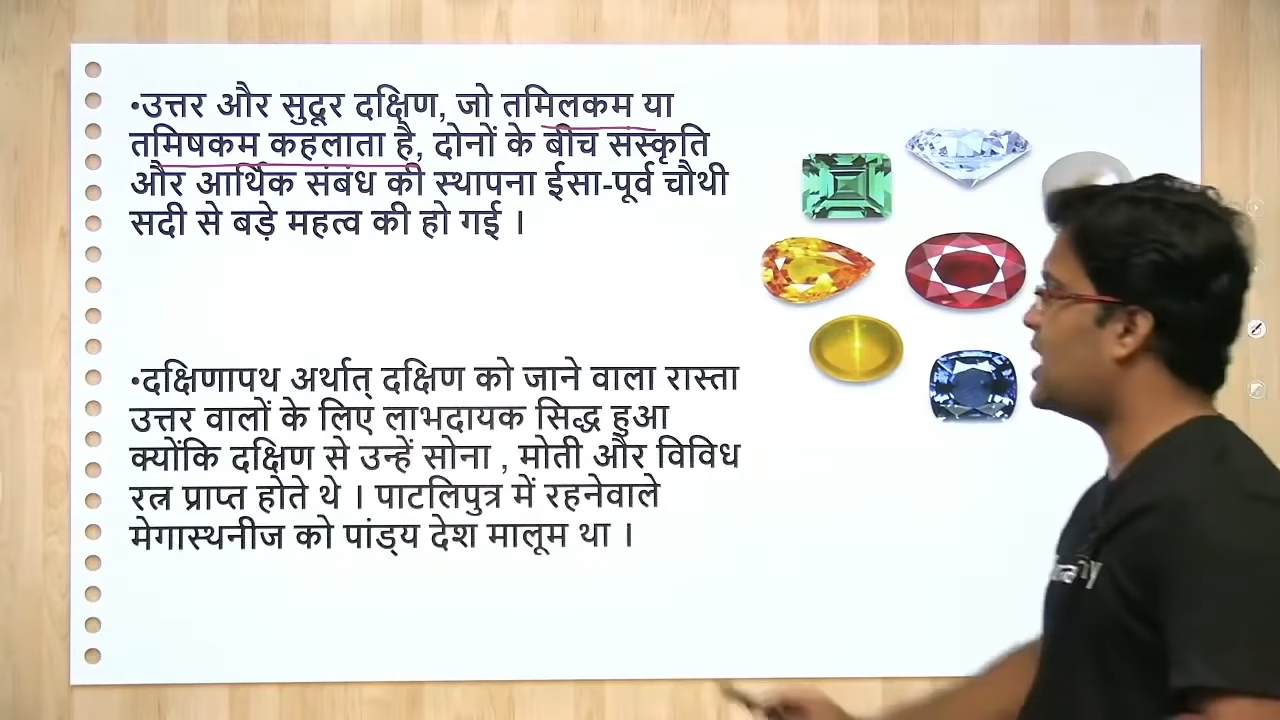 •उत्तर और सुदूर दक्षिण, जो तमिलकम या
तमिषकम कहलाता है, दोनों के बीच संस्कृति
और आर्थिक संबंध की स्थापना ईसा-पूर्व चौथी
सदी से बड़े महत्व की हो गई ।
•दक्षिणापथ अर्थात् दक्षिण को जाने वाला रास्ता
उत्तर वालों के लिए लाभदायक सिद्ध हुआ
क्योंकि दक्षिण से उन्हें सोना , मोती और विविध
रत्न प्राप्त होते थे । पाटलिपुत्र में रहनेवाले
मेगास्थनीज को पांड्य देश मालूम था ।